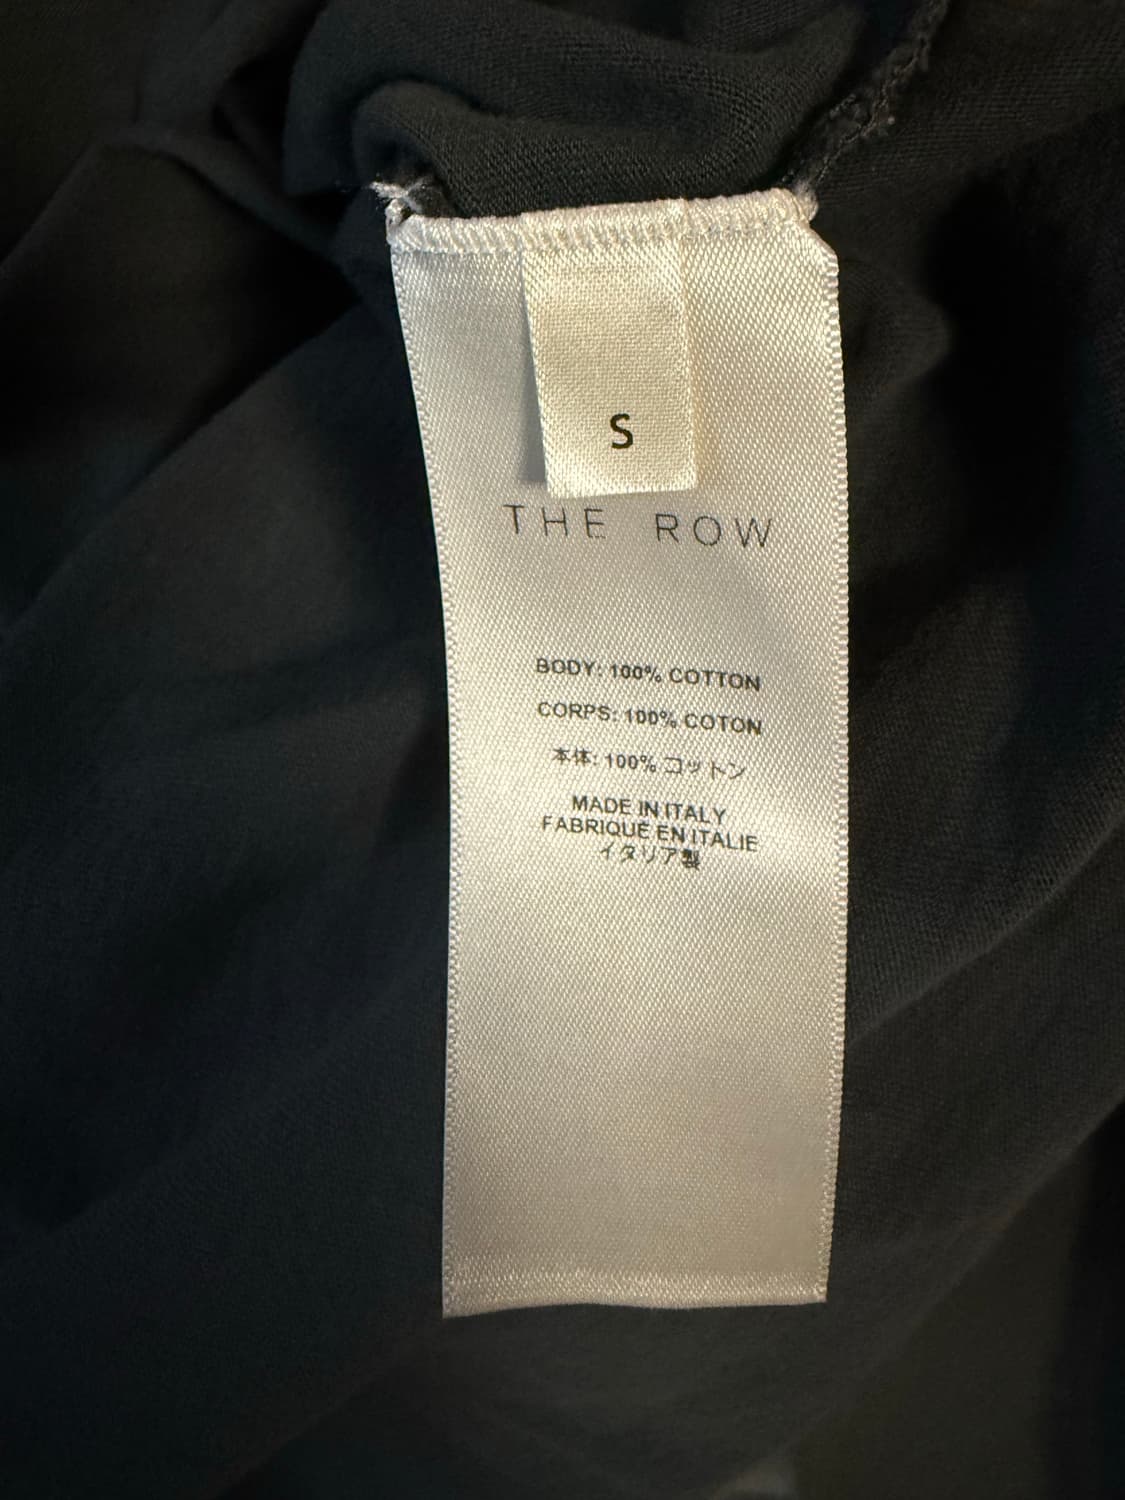 S
THE ROW
BODY: 100% COTTON
CORPS: 100% COTON
本体: 100% コットン
MADE IN ITALY
FABRIQUÉ EN ITALIE
イタリア製